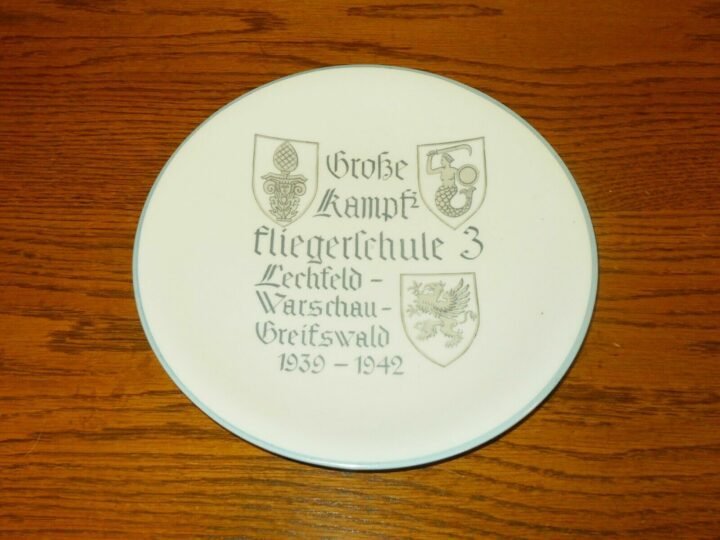 Große
Kampf=
fliegerschule 3
Lechfeld -
Warschau -
Greifswald
1939 - 1942